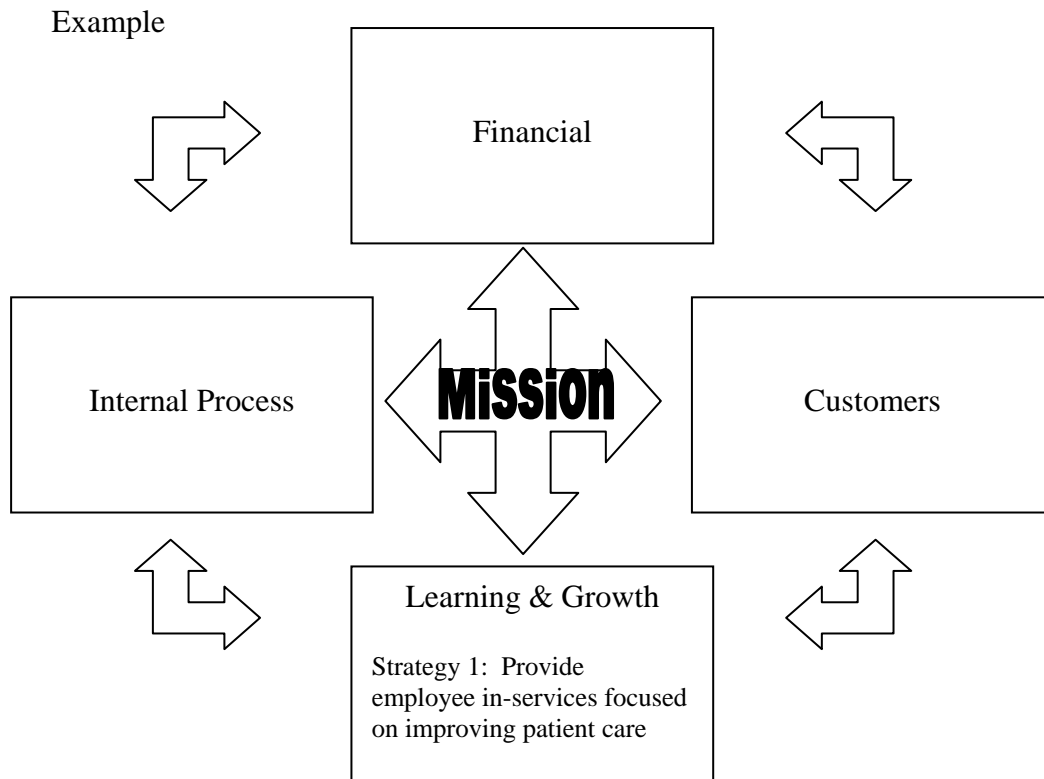 Example
Financial
Internal Process
Mission
Customers
Learning & Growth
Strategy 1:  Provide
employee in-services focused
on improving patient care